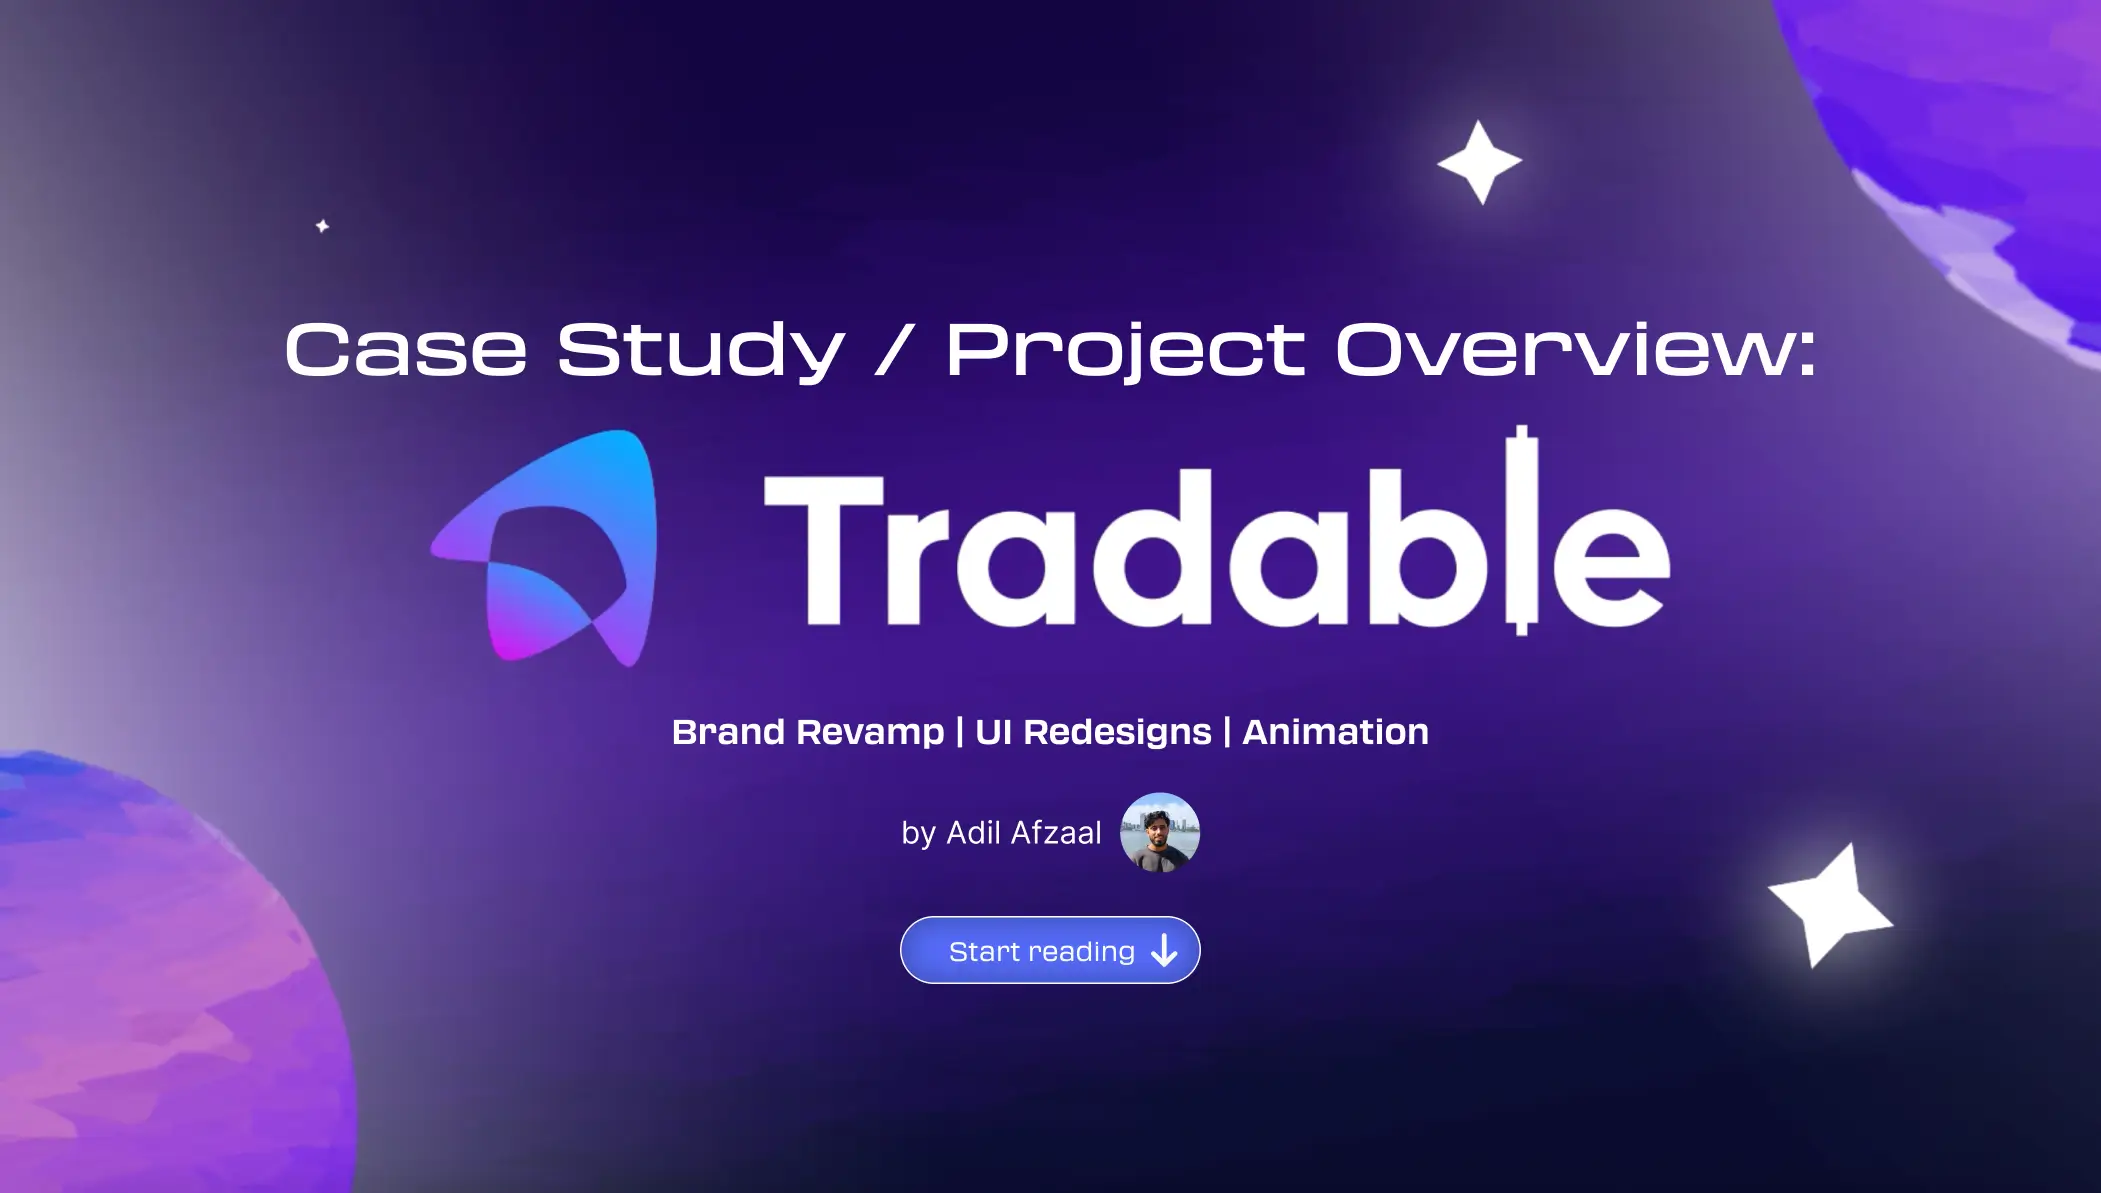 Case Study / Project Overview:
Tradable
Brand Revamp | UI Redesigns | Animation
by Adil Afzaal
Start reading